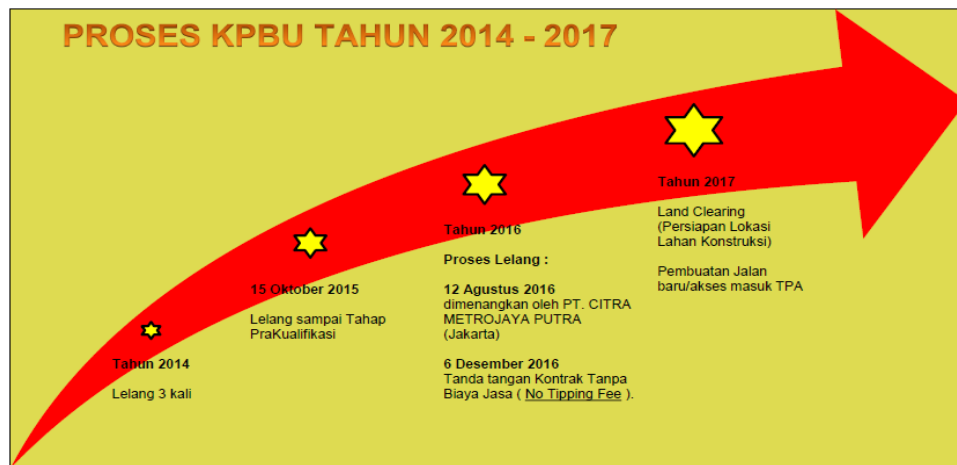 PROSES KPBU TAHUN 2014 - 2017
Tahun 2014
Lelang 3 kali
15 Oktober 2015
Lelang sampai Tahap
PraKualifikasi
Tahun 2016
Proses Lelang :
12 Agustus 2016
dimenangkan oleh PT. CITRA
METROJAYA PUTRA
(Jakarta)
6 Desember 2016
Tanda tangan Kontrak Tanpa
Biaya Jasa ( No Tipping Fee ).
Tahun 2017
Land Clearing
(Persiapan Lokasi
Lahan Konstruksi)
Pembuatan Jalan
baru/akses masuk TPA